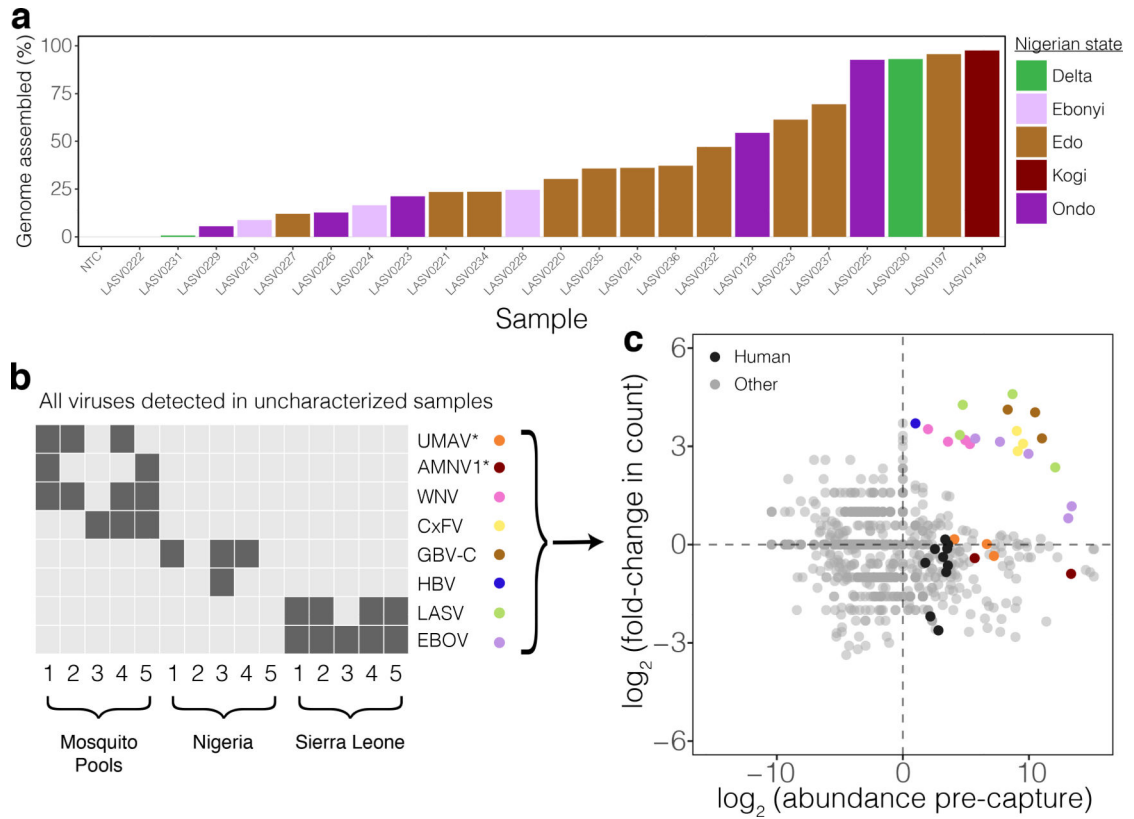 a
Genome assembled (%)
100
75
50
25
0
NTC
LASV0222
LASV0231
LASV0229
LASV0219
LASV0227
LASV0226
LASV0224
LASV0223
LASV0221
LASV0234
LASV0228
LASV0220
LASV0235
LASV0218
LASV0236
LASV0232
LASV0128
LASV0233
LASV0237
LASV0225
LASV0230
LASV0197
LASV0149
Sample
Nigerian state
Delta
Ebonyi
Edo
Kogi
Ondo
b
All viruses detected in uncharacterized samples
UMAV*
AMNV1*
WNV
CxFV
GBV-C
HBV
LASV
EBOV
1 2 3 4 5 1 2 3 4 5 1 2 3 4 5
Mosquito Nigeria Sierra Leone
Pools
c
Human
Other
log2 (fold-change in count)
6
3
0
−3
−6
−10 0 10
log2 (abundance pre-capture)